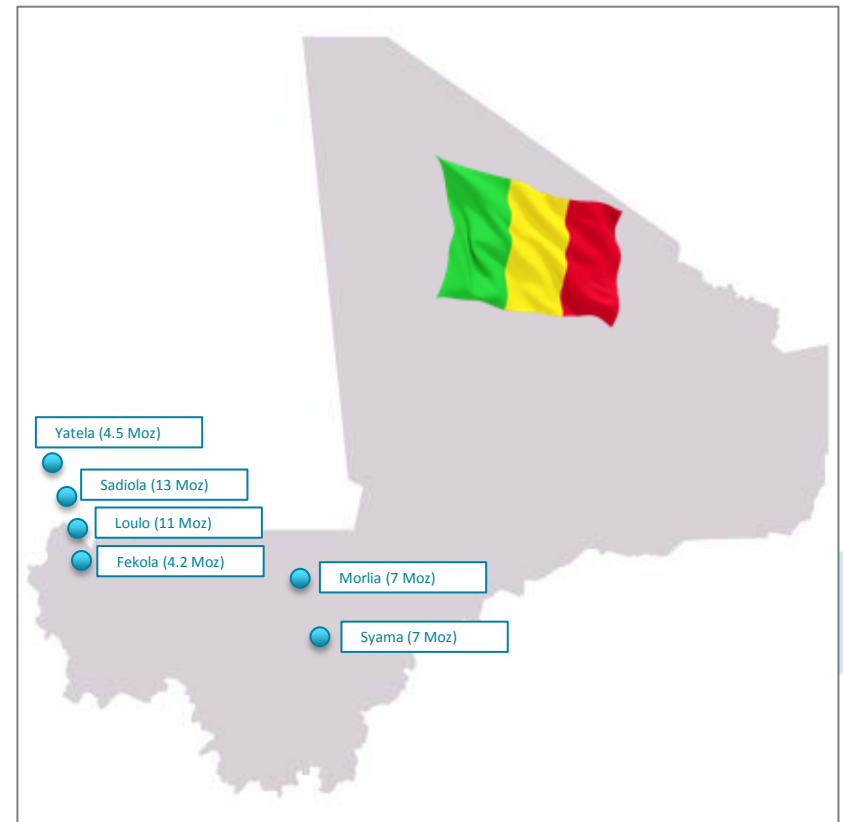 Yatela (4.5 Moz)
Sadiola (13 Moz)
Loulo (11 Moz)
Fekola (4.2 Moz)
Morlia (7 Moz)
Syama (7 Moz)